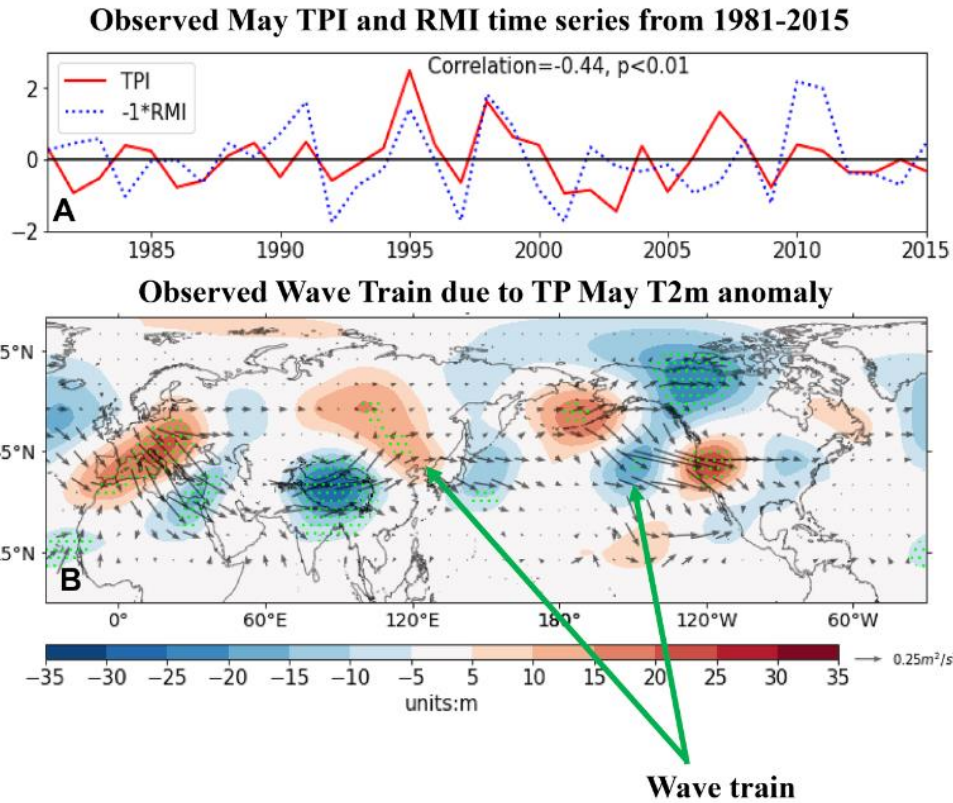 Observed May TPI and RMI time series from 1981-2015
Correlation=-0.44, p<0.01
TPI
-1*RMI
2
0
−2
A
1985 1990 1995 2000 2005 2010 2015
Observed Wave Train due to TP May T2m anomaly
5°N
5°N
5°N
B
0° 60°E 120°E 180° 120°W 60°W
0.25m²/s
−35 −30 −25 −20 −15 −10 −5 5 10 15 20 25 30 35
units:m
Wave train